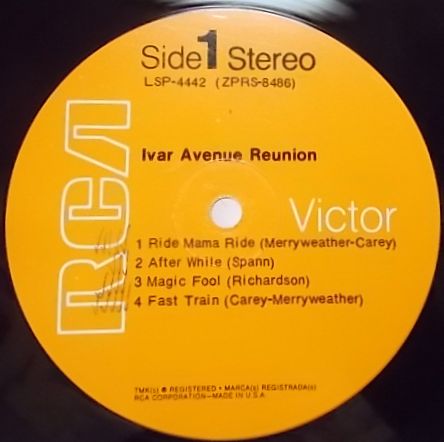 Side 1 Stereo
LSP-4442 (ZPRS-8486)
RCA
Ivar Avenue Reunion
Victor
1 Ride Mama Ride (Merryweather-Carey)
2 After While (Spann)
3 Magic Fool (Richardson)
4 Fast Train (Carey-Merryweather)
TMK(s) ® REGISTERED • MARCA(s) REGISTRADA(s)
RCA CORPORATION—MADE IN U.S.A.